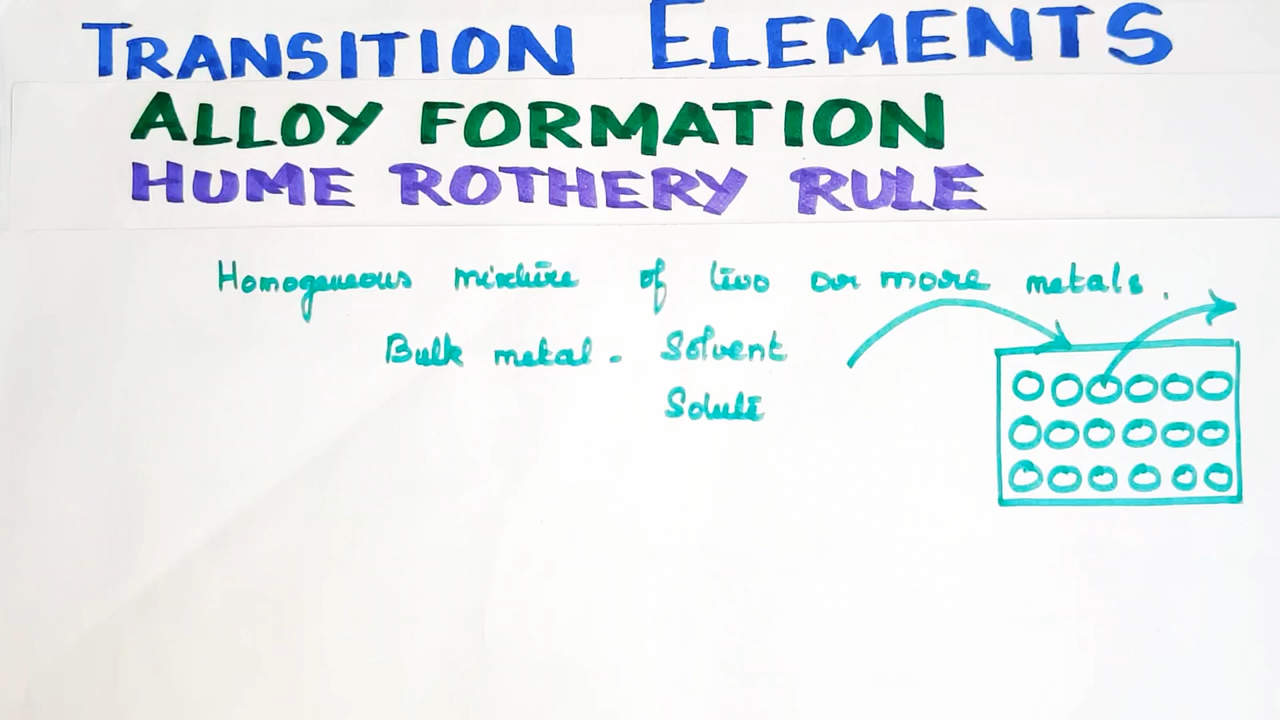 TRANSITION ELEMENTS
ALLOY FORMATION
HUME ROTHERY RULE
Homogeneous mixture of two or more metals.
Bulk metal - Solvent
Solute